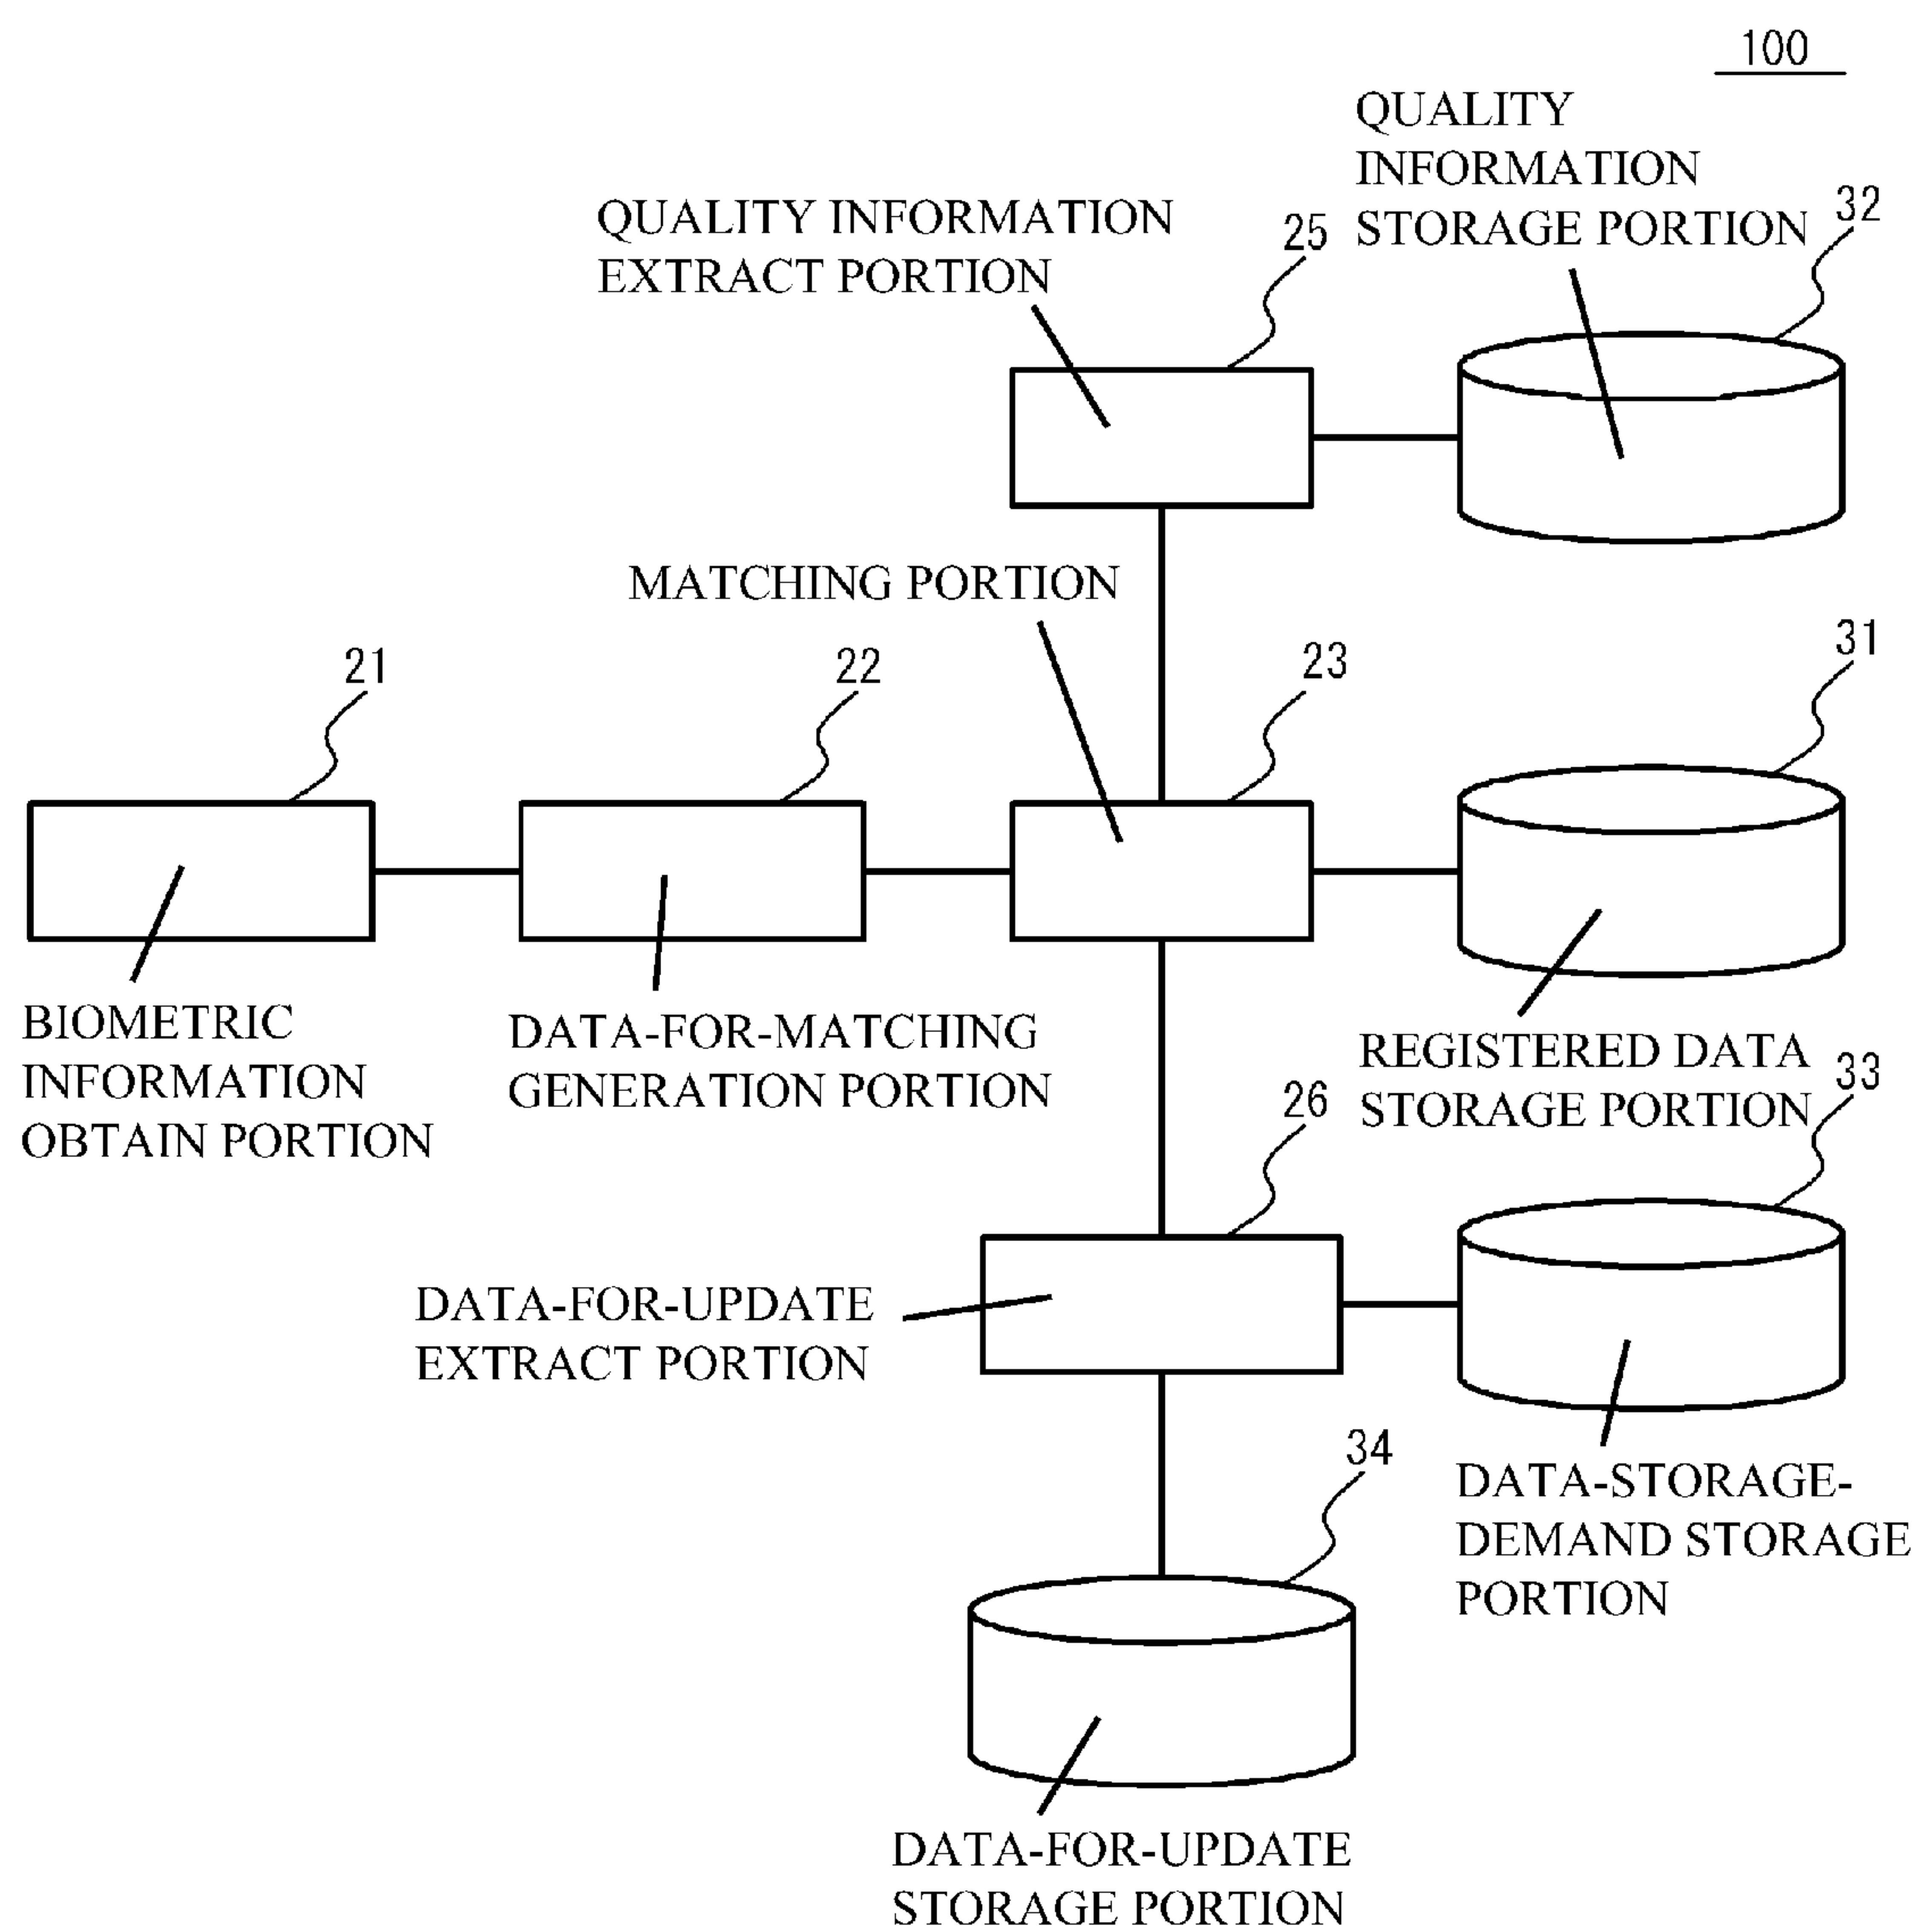 100
QUALITY
INFORMATION
STORAGE PORTION
32
QUALITY INFORMATION
EXTRACT PORTION
25
MATCHING PORTION
21
22
23
31
BIOMETRIC
INFORMATION
OBTAIN PORTION
DATA-FOR-MATCHING
GENERATION PORTION
REGISTERED DATA
STORAGE PORTION
33
26
DATA-FOR-UPDATE
EXTRACT PORTION
34
DATA-STORAGE-
DEMAND STORAGE
PORTION
DATA-FOR-UPDATE
STORAGE PORTION